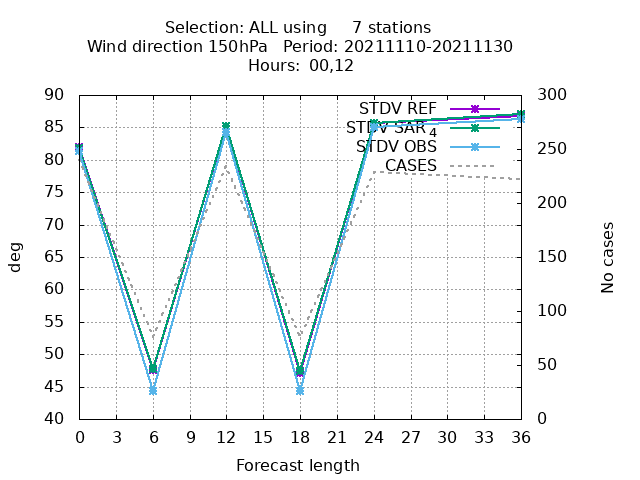 Selection: ALL using 7 stations
Wind direction 150hPa Period: 20211110-20211130
Hours: 00,12
90
85
80
75
70
65
60
55
50
45
40
300
250
200
150
100
50
0
STDV REF
STDV SAR4
STDV OBS
CASES
deg
No cases
0 3 6 9 12 15 18 21 24 27 30 33 36
Forecast length